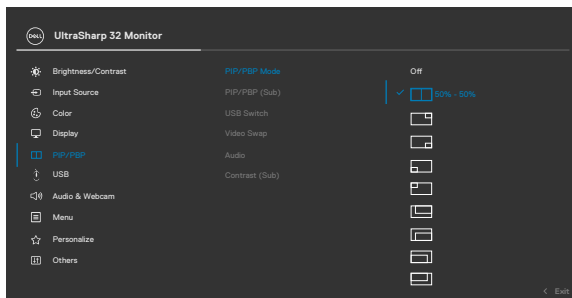 DELL
UltraSharp 32 Monitor
Brightness/Contrast
Input Source
Color
Display
PIP/PBP
USB
Audio & Webcam
Menu
Personalize
Others
PIP/PBP Mode
PIP/PBP (Sub)
USB Switch
Video Swap
Audio
Contrast (Sub)
Off
50% - 50%
Exit